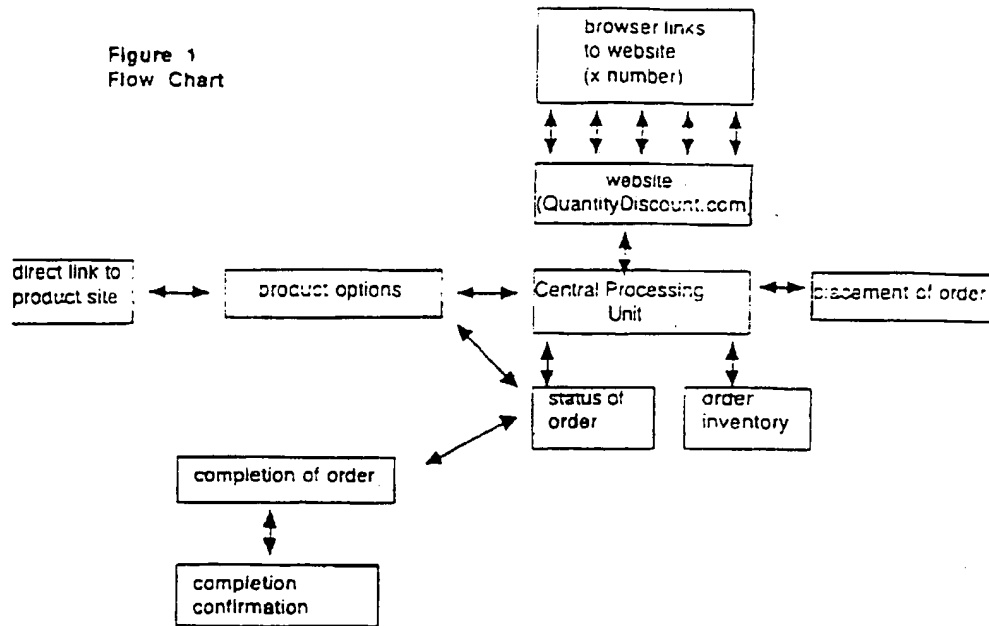 Figure 1
Flow Chart
browser links
to website
(x number)
website
(QuantityDiscount.com
direct link to
product site
product options
Central Processing
Unit
placement of order
status of
order
order
inventory
completion of order
completion
confirmation